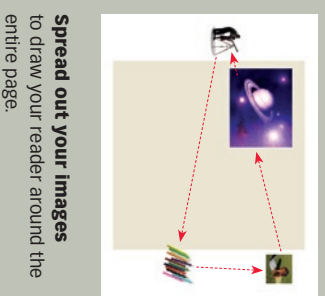 Spread out your images
to draw your reader around the
entire page.